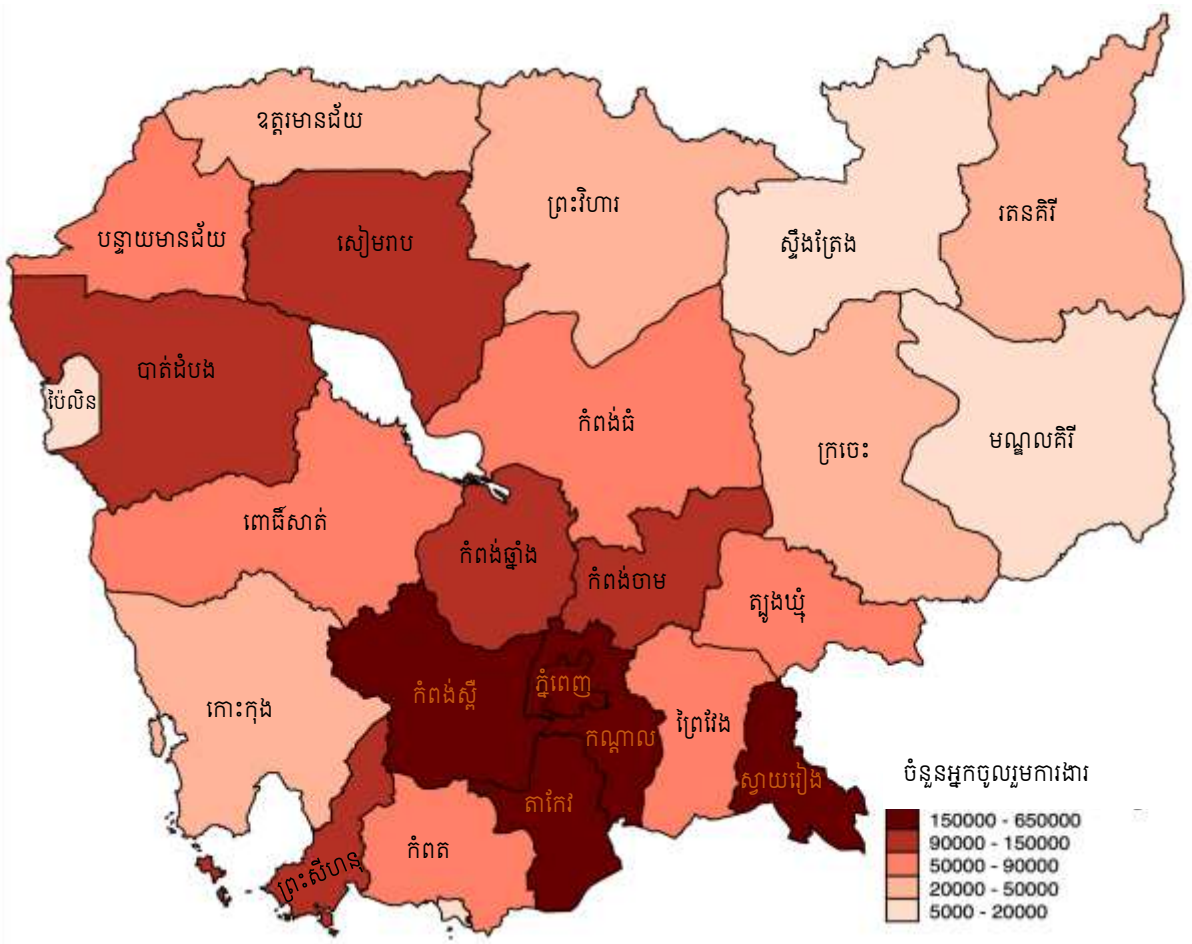 ឧត្តរមានជ័យ
ព្រះវិហារ
រតនគិរី
បន្ទាយមានជ័យ
សៀមរាប
ស្ទឹងត្រែង
បាត់ដំបង
ប៉ៃលិន
កំពង់ធំ
ក្រចេះ
មណ្ឌលគិរី
ពោធិ៍សាត់
កំពង់ឆ្នាំង
កំពង់ចាម
ត្បូងឃ្មុំ
កោះកុង
កំពង់ស្ពឺ
ភ្នំពេញ
កណ្តាល
ព្រៃវែង
ស្វាយរៀង
តាកែវ
កំពត
ព្រះសីហនុ
ចំនួនអ្នកចូលរួមការងារ
150000 - 650000
90000 - 150000
50000 - 90000
20000 - 50000
5000 - 20000